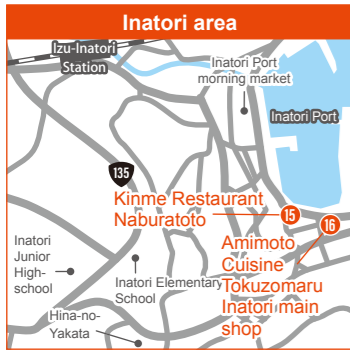 Inatori area
Izu-Inatori
Station
Inatori Port
morning market
Inatori Port
135
Kinme Restaurant
Naburatoto
15
16
Amimoto
Cuisine
Tokuzomaru
Inatori main
shop
Inatori
Junior
High-
school
Inatori Elementary
School
Hina-no-
Yakata